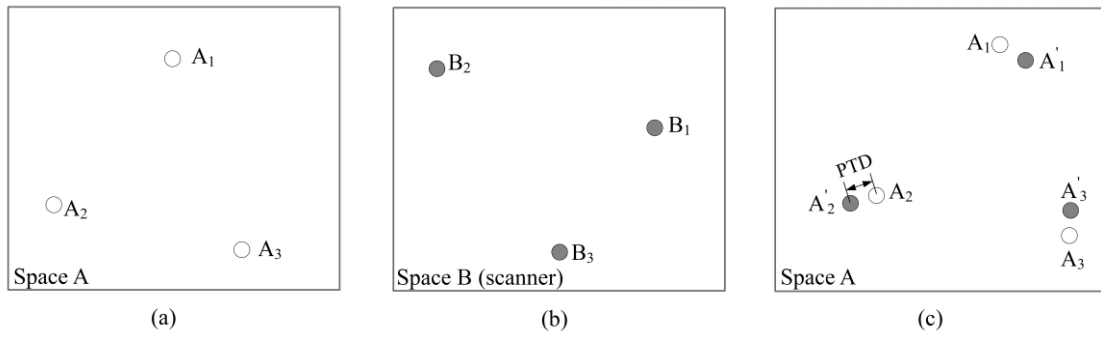 A₁
A₂
A₃
Space A
(a)
B₂
B₁
B₃
Space B (scanner)
(b)
A₁
A'₁
PTD
A'₂
A₂
A'₃
A₃
Space A
(c)